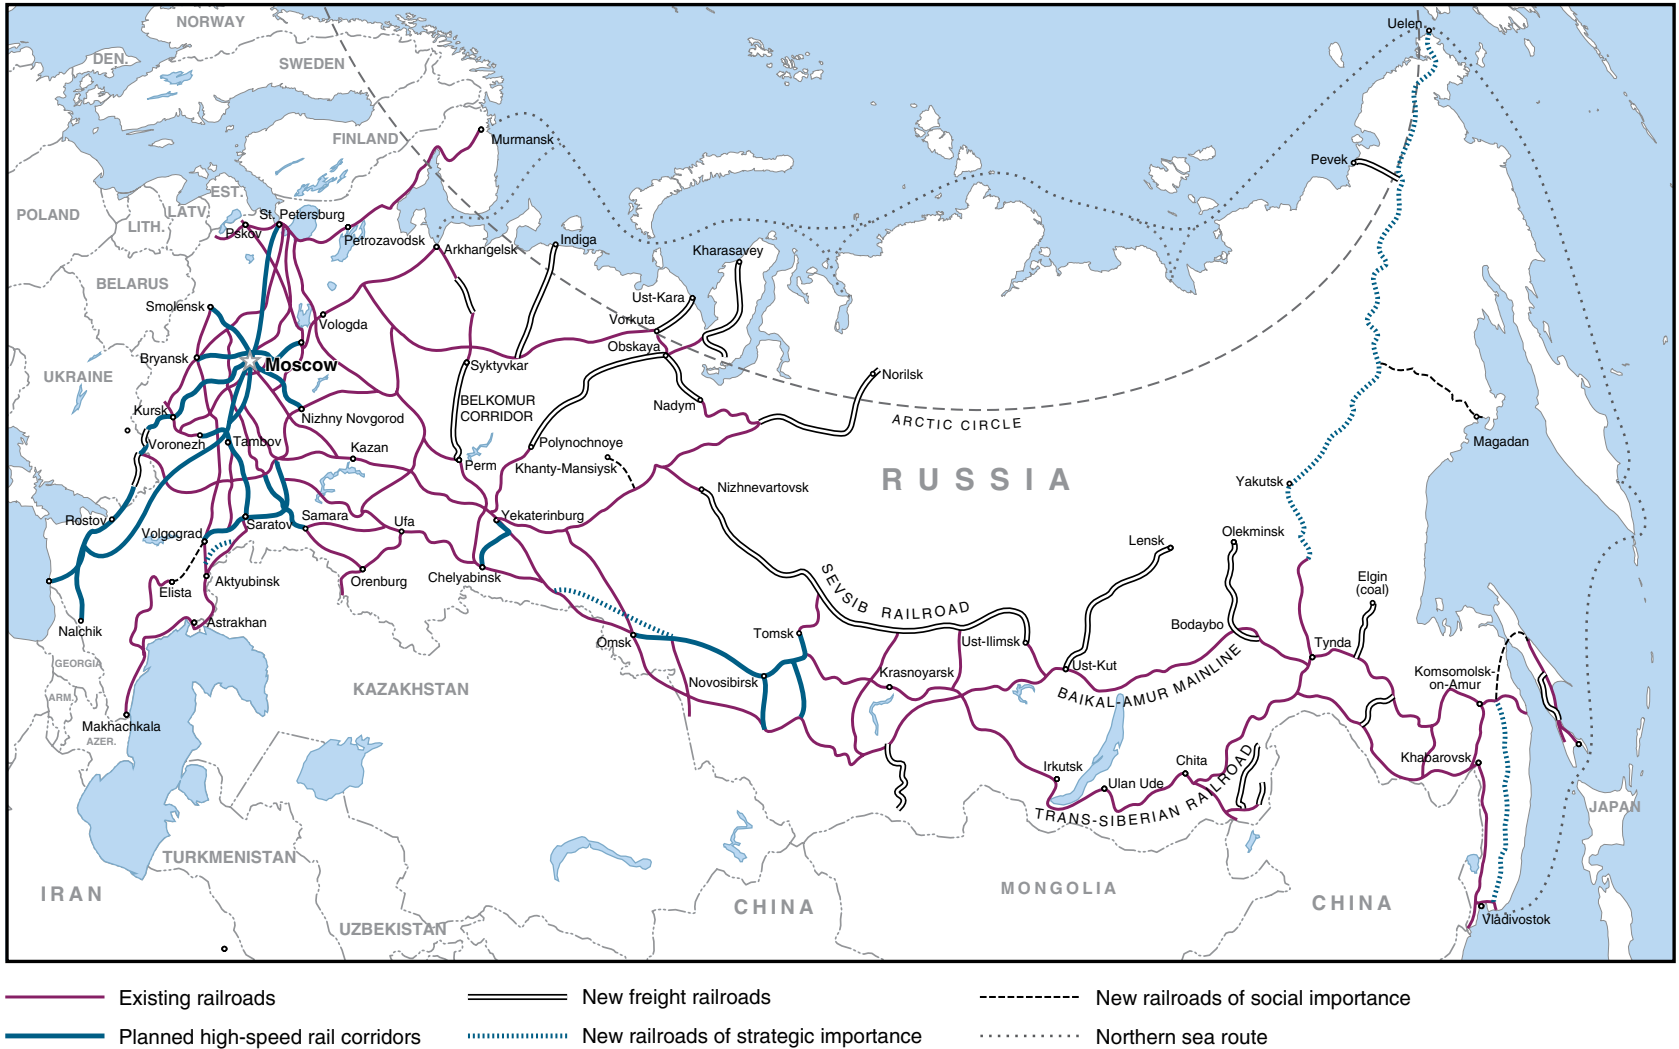 NORWAY
Uelen
DEN.
SWEDEN
FINLAND
Murmansk
Pevek
EST.
POLAND
LATV.
St. Petersburg
LITH.
Pskov
Petrozavodsk
Arkhangelsk
Indiga
Kharasavey
BELARUS
Smolensk
Ust-Kara
Vologda
Vorkuta
Bryansk
Obskaya
Moscow
Syktyvkar
UKRAINE
Norilsk
BELKOMUR
CORRIDOR
Nadym
Kursk
Nizhny Novgorod
ARCTIC CIRCLE
Voronezh
Tambov
Kazan
Polynochnoye
Magadan
Perm
Khanty-Mansiysk
RUSSIA
Nizhnevartovsk
Yakutsk
Rostov
Saratov
Samara
Ufa
Yekaterinburg
Volgograd
Olekminsk
Lensk
Aktyubinsk
Orenburg
Chelyabinsk
Elgin
(coal)
Elista
SEVSIB RAILROAD
Nalchik
Astrakhan
Bodaybo
Omsk
Tomsk
Ust-Ilimsk
Tynda
GEORGIA
Ust-Kut
Krasnoyarsk
Komsomolsk-
on-Amur
Novosibirsk
KAZAKHSTAN
BAIKAL-AMUR MAINLINE
ARM.
Makhachkala
AZER.
Khabarovsk
Irkutsk
Chita
Ulan Ude
TRANS-SIBERIAN RAILROAD
JAPAN
TURKMENISTAN
IRAN
MONGOLIA
CHINA
CHINA
Vladivostok
UZBEKISTAN
Existing railroads
New freight railroads
New railroads of social importance
Planned high-speed rail corridors
New railroads of strategic importance
Northern sea route